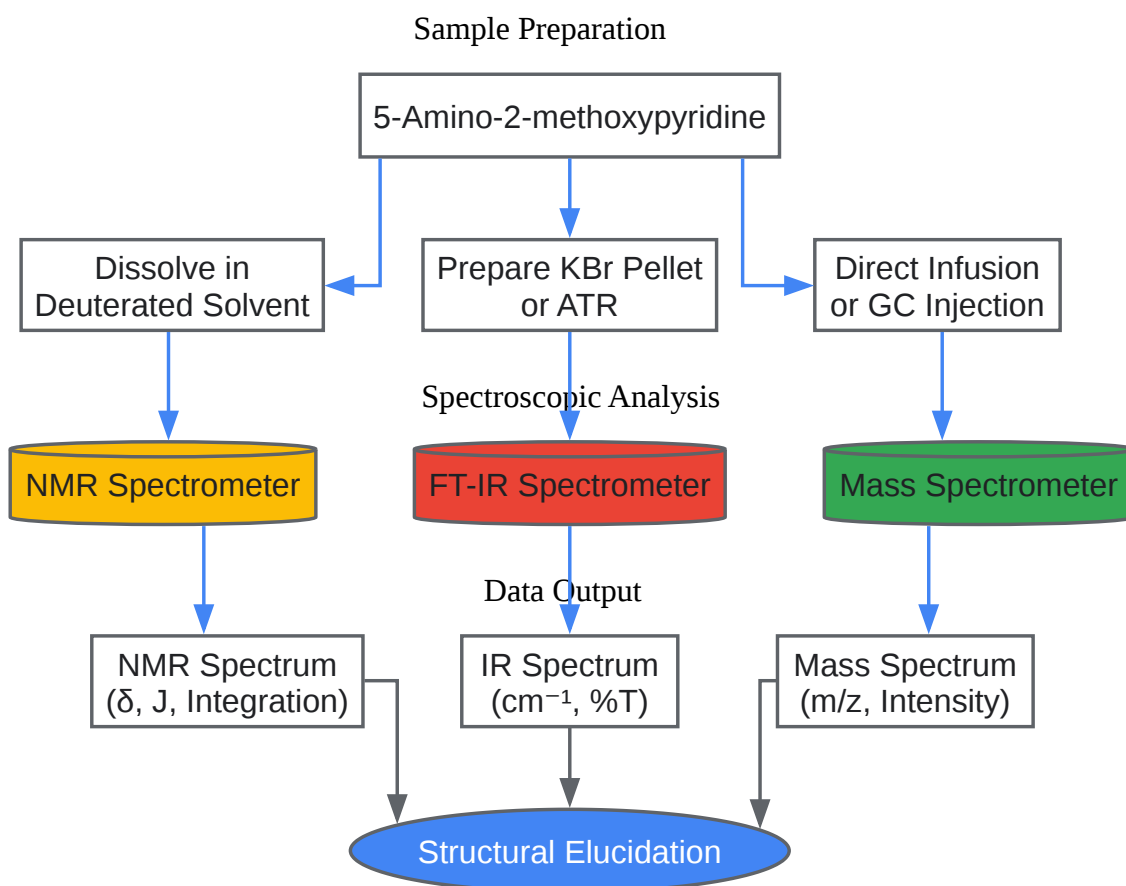 Sample Preparation
5-Amino-2-methoxypyridine
Dissolve in
Deuterated Solvent
Prepare KBr Pellet
or ATR
Direct Infusion
or GC Injection
Spectroscopic Analysis
NMR Spectrometer
FT-IR Spectrometer
Mass Spectrometer
Data Output
NMR Spectrum
(δ, J, Integration)
IR Spectrum
(cm⁻¹, %T)
Mass Spectrum
(m/z, Intensity)
Structural Elucidation